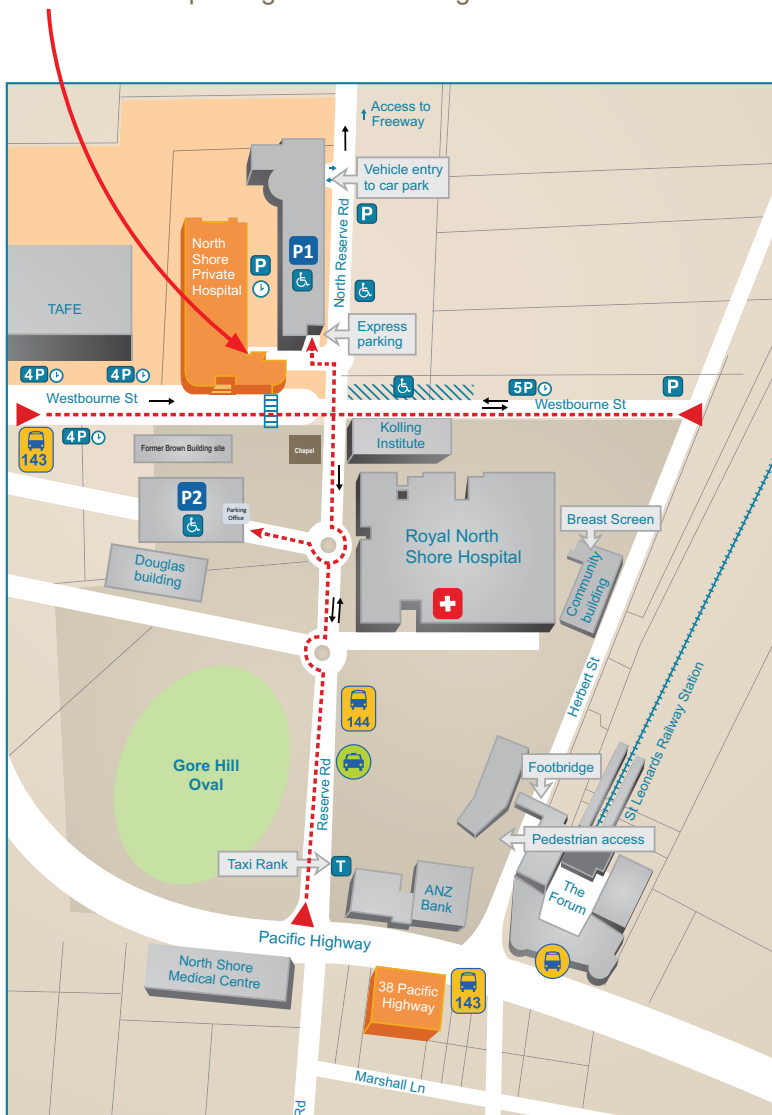 Access to
Freeway
Vehicle entry
to car park
P
North Reserve Rd
P1
North
Shore
Private
Hospital
P
TAFE
Express
parking
4P
4P
5P
P
Westbourne St
Westbourne St
143
4P
Former Brown Building site
Chapel
Kolling
Institute
P2
Parking
Office
Royal North
Shore Hospital
Breast Screen
Douglas
building
Community
building
Herbert St
St Leonards Railway Station
144
Gore Hill
Oval
Reserve Rd
Footbridge
Pedestrian access
Taxi Rank
T
ANZ
Bank
The
Forum
Pacific Highway
North Shore
Medical Centre
38 Pacific
Highway
143
Marshall Ln
Rd